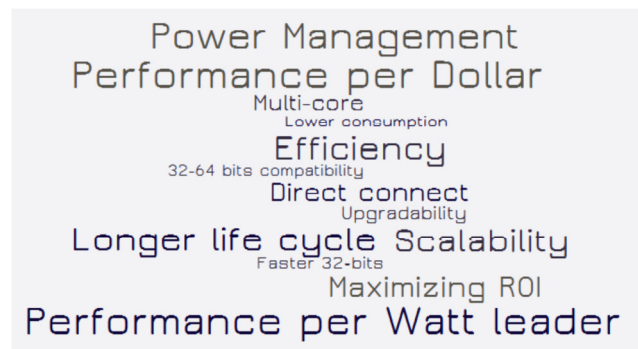 Power Management
Performance per Dollar
Multi-core
Lower consumption
Efficiency
32-64 bits compatibility
Direct connect
Upgradability
Longer life cycle Scalability
Faster 32-bits
Maximizing ROI
Performance per Watt leader